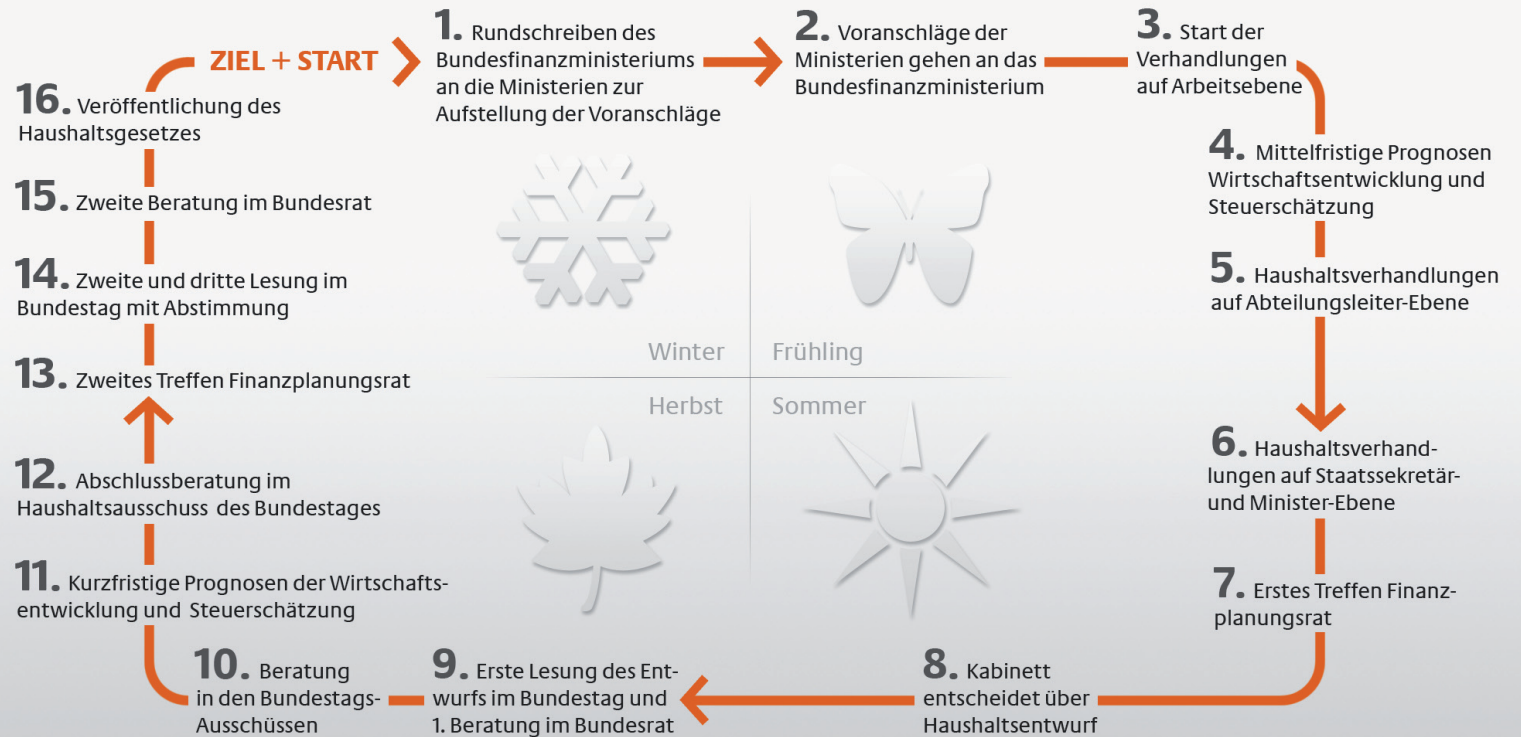 ZIEL + START
1. Rundschreiben des
Bundesfinanzministeriums
an die Ministerien zur
Aufstellung der Voranschläge
2. Voranschläge der
Ministerien gehen an das
Bundesfinanzministerium
3. Start der
Verhandlungen
auf Arbeitsebene
4. Mittelfristige Prognosen
Wirtschaftsentwicklung und
Steuerschätzung
5. Haushaltsverhandlungen
auf Abteilungsleiter-Ebene
6. Haushaltsverhand-
lungen auf Staatssekretär-
und Minister-Ebene
7. Erstes Treffen Finanz-
planungsrat
8. Kabinett
entscheidet über
Haushaltsentwurf
9. Erste Lesung des Ent-
wurfs im Bundestag und
1. Beratung im Bundesrat
10. Beratung
in den Bundestags-
Ausschüssen
11. Kurzfristige Prognosen der Wirtschafts-
entwicklung und Steuerschätzung
12. Abschlussberatung im
Haushaltsausschuss des Bundestages
13. Zweites Treffen Finanzplanungsrat
14. Zweite und dritte Lesung im
Bundestag mit Abstimmung
15. Zweite Beratung im Bundesrat
16. Veröffentlichung des
Haushaltsgesetzes
Winter
Frühling
Herbst
Sommer